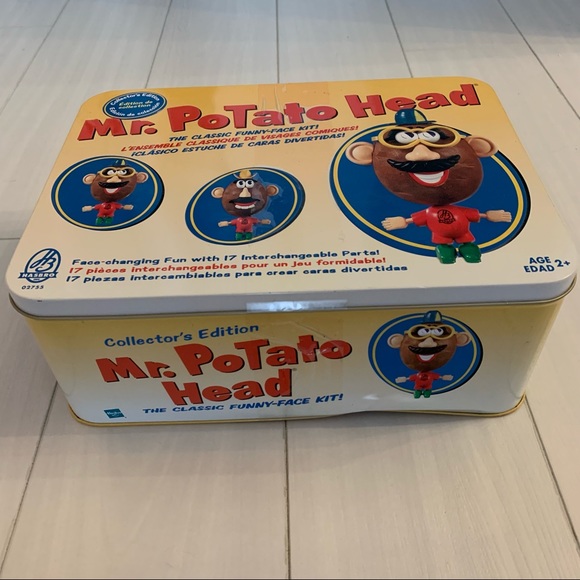 Collector's Edition
Édition de collection
Edición de colección
Mr. PoTaTo Head
THE CLASSIC FUNNY-FACE KIT!
L'ENSEMBLE CLASSIQUE DE VISAGES COMIQUES!
¡CLÁSICO ESTUCHE DE CARAS DIVERTIDAS!
Face-changing Fun with 17 Interchangeable Parts!
17 pièces interchangeables pour un jeu formidable!
17 piezas intercambiables para crear caras divertidas
HASBRO
02735
AGE
EDAD 2+
Collector's Edition
Mr. PoTaTo
Head
THE CLASSIC FUNNY-FACE KIT!
Hasbro